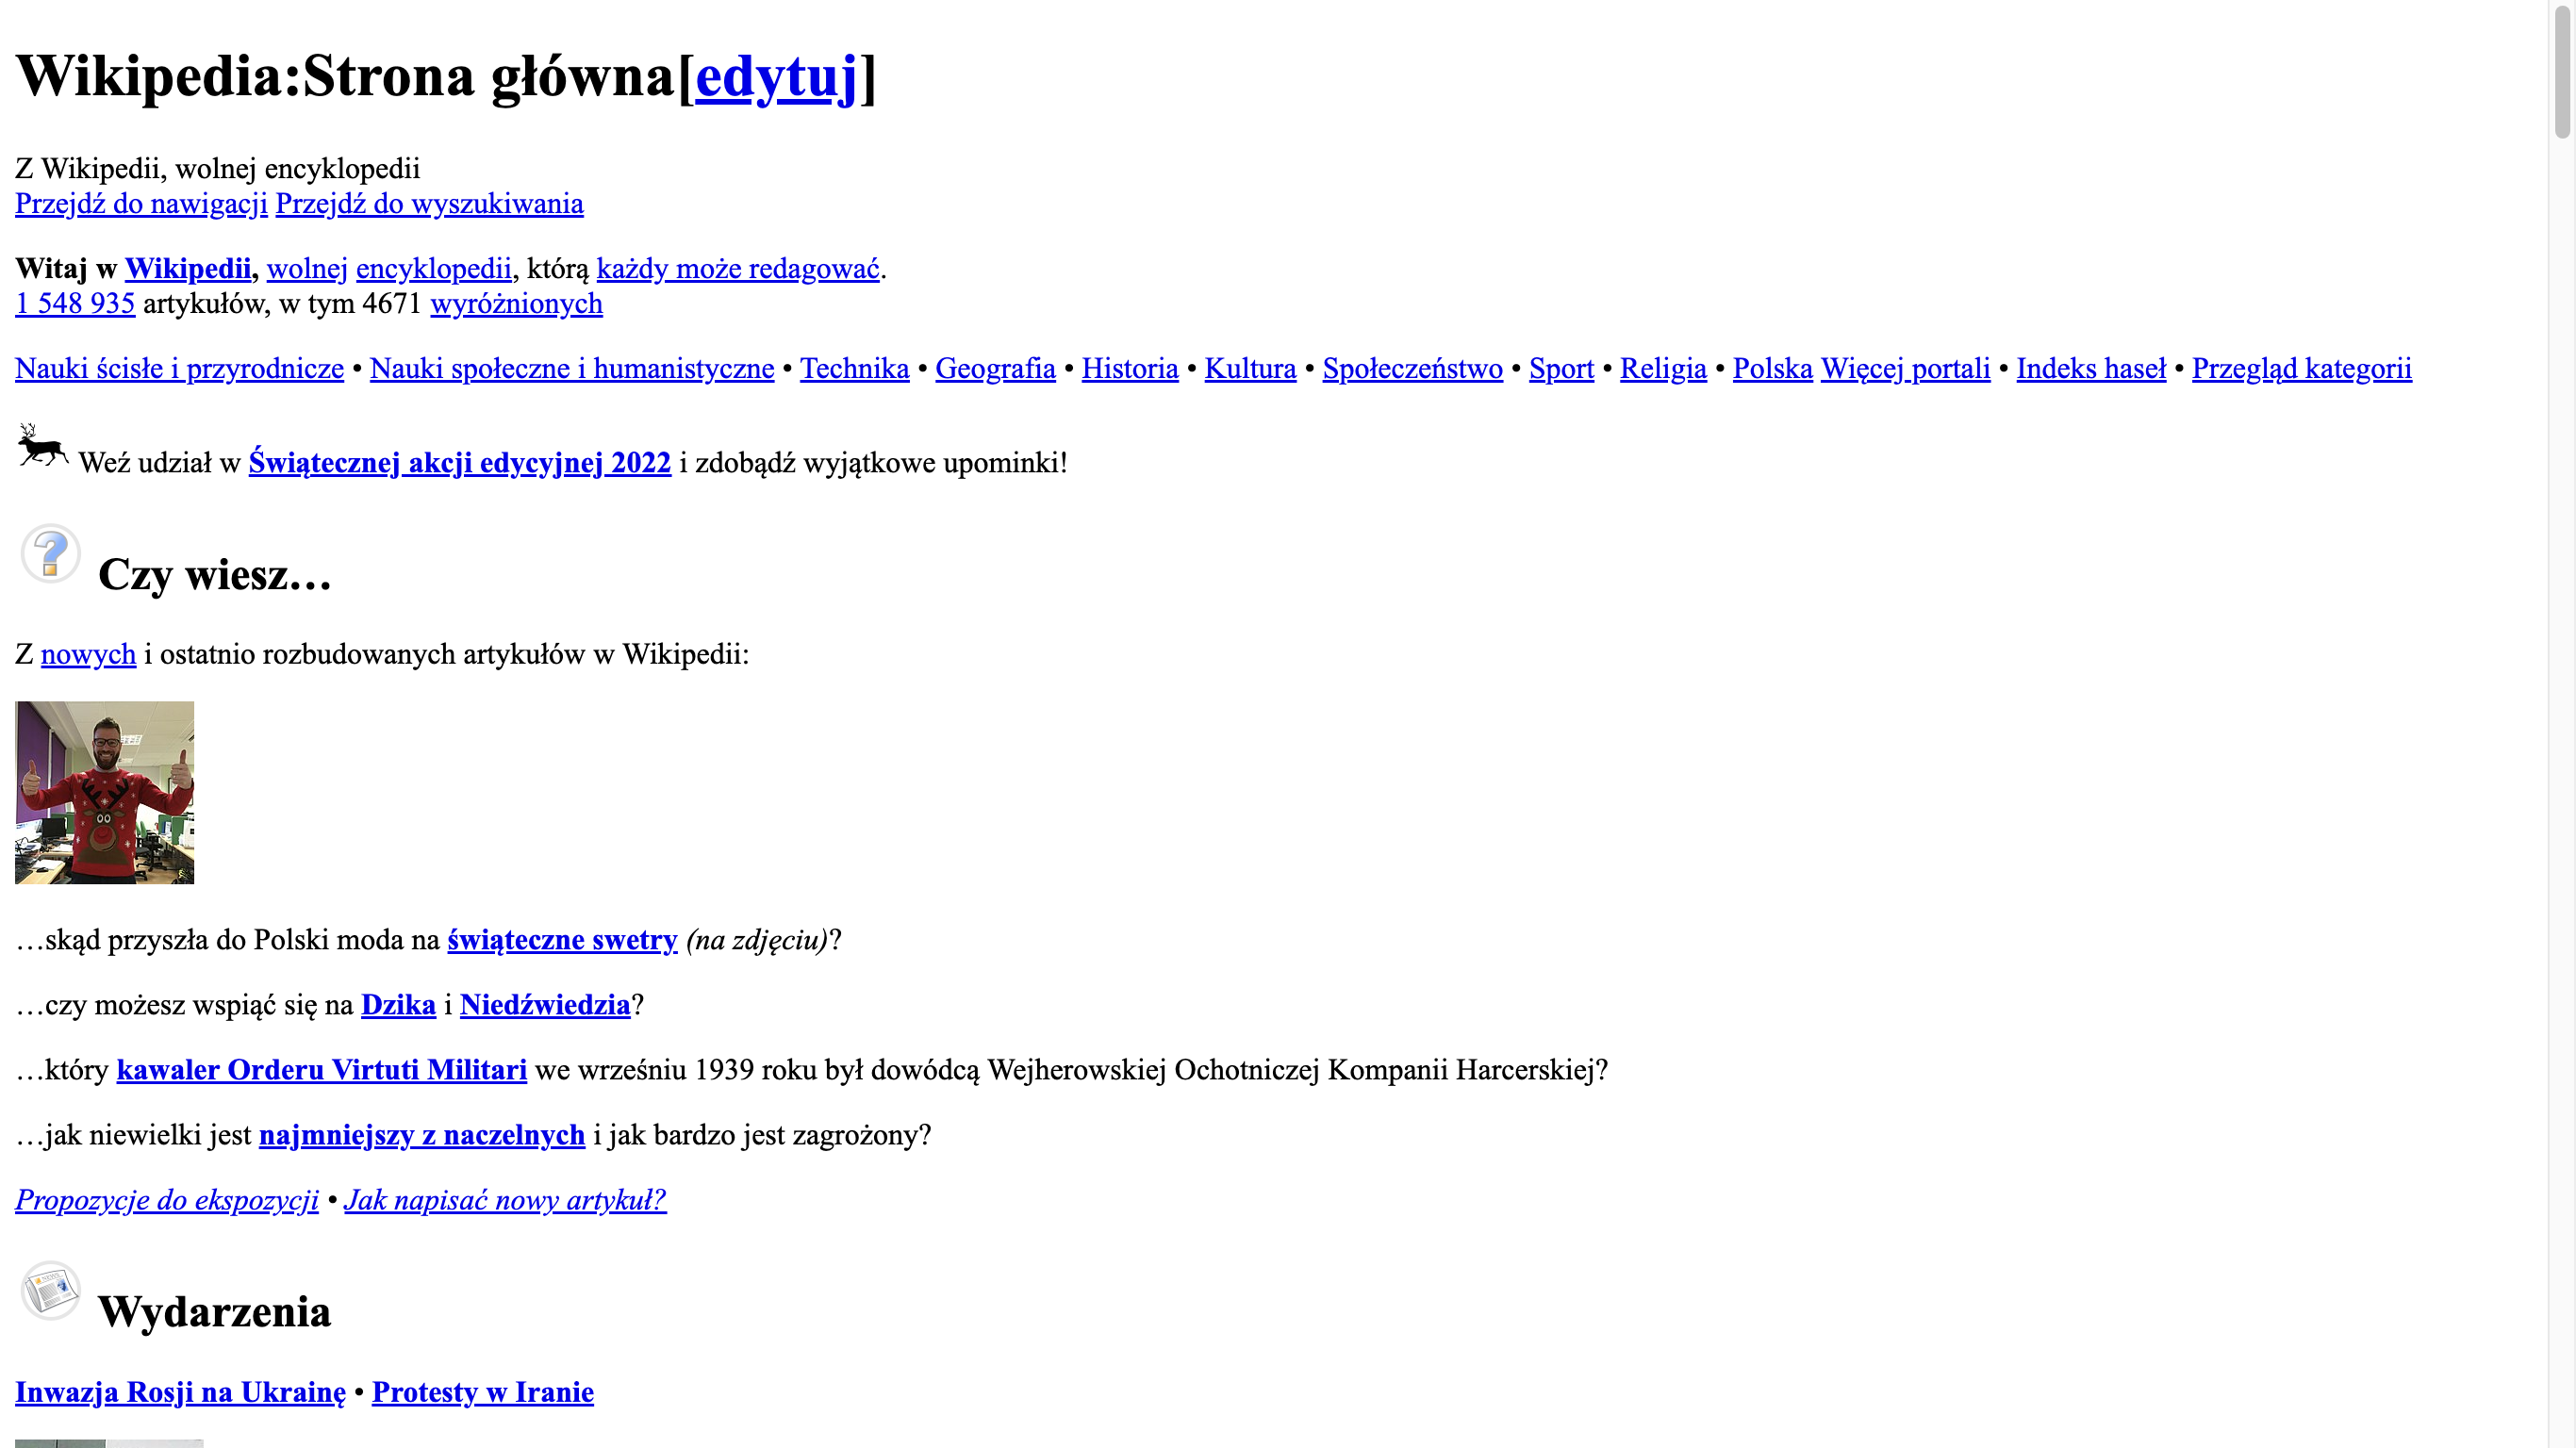 Wikipedia:Strona główna[edytuj]
Z Wikipedii, wolnej encyklopedii
Przejdź do nawigacji Przejdź do wyszukiwania
Witaj w Wikipedii, wolnej encyklopedii, którą każdy może redagować.
1 548 935 artykułów, w tym 4671 wyróżnionych
Nauki ścisłe i przyrodnicze • Nauki społeczne i humanistyczne • Technika • Geografia • Historia • Kultura • Społeczeństwo • Sport • Religia • Polska Więcej portali • Indeks haseł • Przegląd kategorii
Weź udział w Świątecznej akcji edycyjnej 2022 i zdobądź wyjątkowe upominki!
Czy wiesz…
Z nowych i ostatnio rozbudowanych artykułów w Wikipedii:
…skąd przyszła do Polski moda na świąteczne swetry (na zdjęciu)?
…czy możesz wspiąć się na Dzika i Niedźwiedzia?
…który kawaler Orderu Virtuti Militari we wrześniu 1939 roku był dowódcą Wejherowskiej Ochotniczej Kompanii Harcerskiej?
…jak niewielki jest najmniejszy z naczelnych i jak bardzo jest zagrożony?
Propozycje do ekspozycji • Jak napisać nowy artykuł?
Wydarzenia
Inwazja Rosji na Ukrainę • Protesty w Iranie